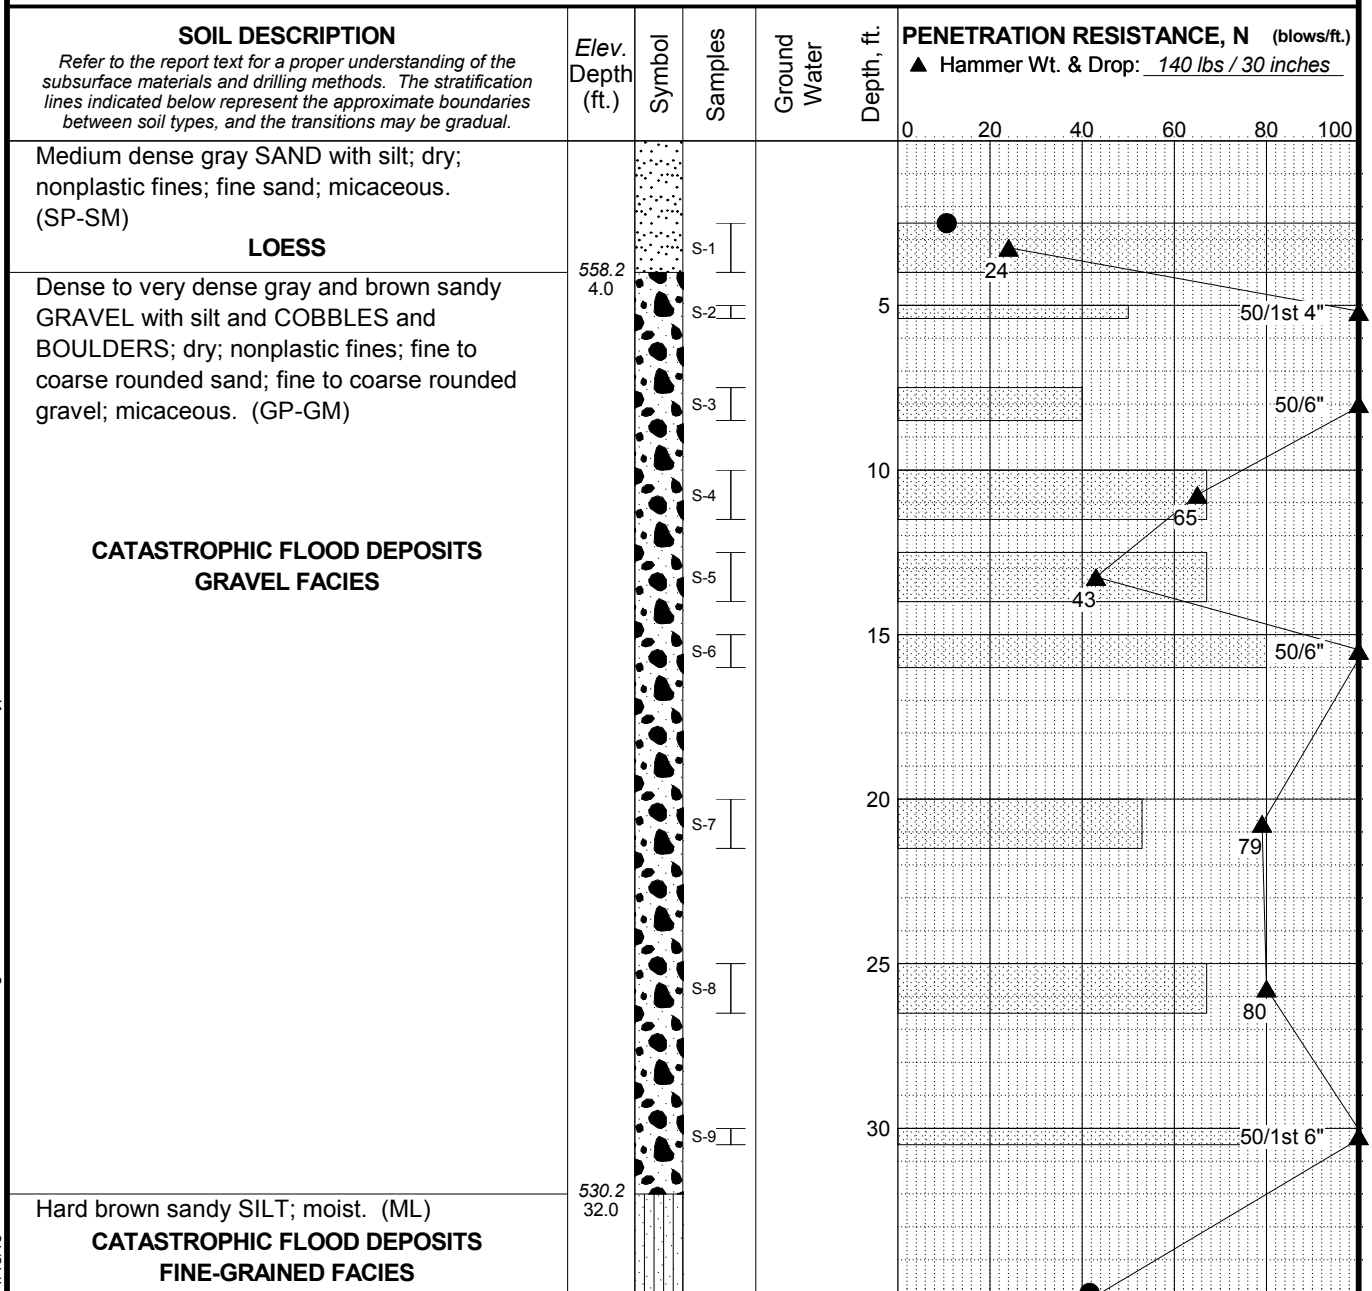 SOIL DESCRIPTION
Refer to the report text for a proper understanding of the
subsurface materials and drilling methods. The stratification
lines indicated below represent the approximate boundaries
between soil types, and the transitions may be gradual.
Elev.
Depth
(ft.)
Symbol
Samples
Ground
Water
Depth, ft.
PENETRATION RESISTANCE, N (blows/ft.)
▲ Hammer Wt. & Drop: 140 lbs / 30 inches
0 20 40 60 80 100
Medium dense gray SAND with silt; dry;
nonplastic fines; fine sand; micaceous.
(SP-SM)
LOESS
S-1
24
558.2
4.0
Dense to very dense gray and brown sandy
GRAVEL with silt and COBBLES and
BOULDERS; dry; nonplastic fines; fine to
coarse rounded sand; fine to coarse rounded
gravel; micaceous. (GP-GM)
S-2
5
50/1st 4"
S-3
50/6"
10
S-4
65
CATASTROPHIC FLOOD DEPOSITS
GRAVEL FACIES
S-5
43
15
S-6
50/6"
20
S-7
79
25
S-8
80
30
S-9
50/1st 6"
530.2
32.0
Hard brown sandy SILT; moist. (ML)
CATASTROPHIC FLOOD DEPOSITS
FINE-GRAINED FACIES